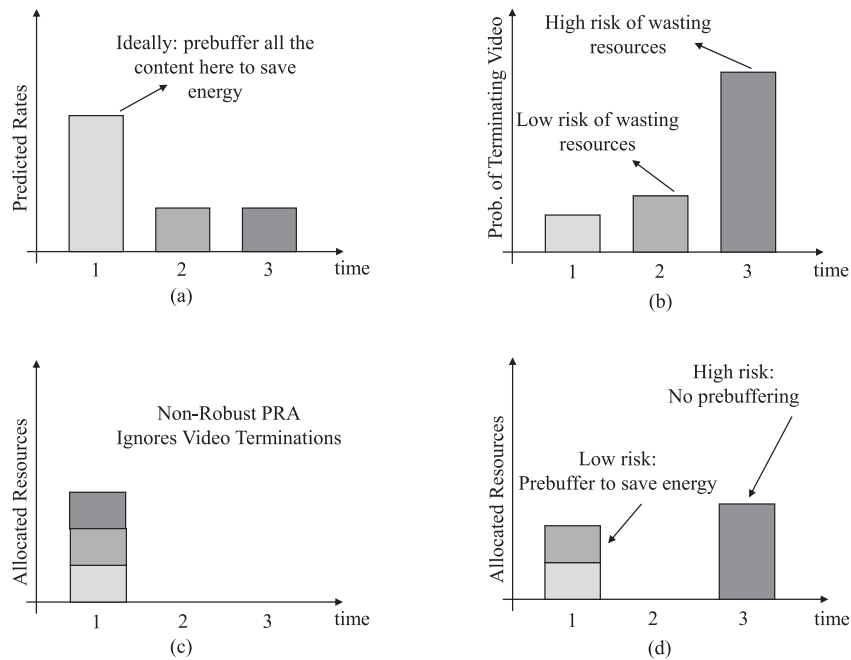 Predicted Rates
Ideally: prebuffer all the
content here to save
energy
1
2
3
time
(a)
Prob. of Terminating Video
High risk of wasting
resources
Low risk of wasting
resources
1
2
3
time
(b)
Allocated Resources
Non-Robust PRA
Ignores Video Terminations
1
2
3
time
(c)
Allocated Resources
High risk:
No prebuffering
Low risk:
Prebuffer to save energy
1
2
3
time
(d)